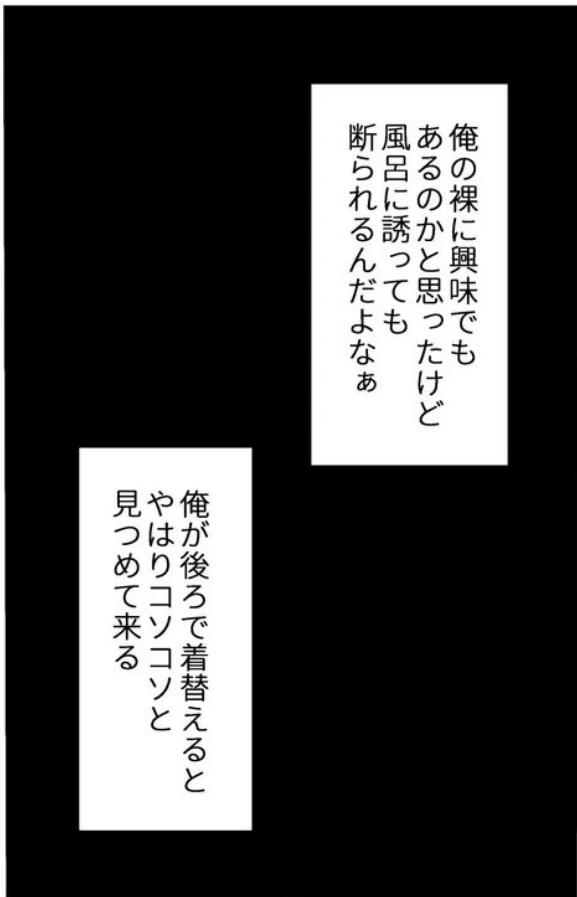 俺の裸に興味でも
あるのかと思ったけど
風呂に誘っても
断られるんだよなぁ
俺が後ろで着替えると
やはりコソコソと
見つめて来る